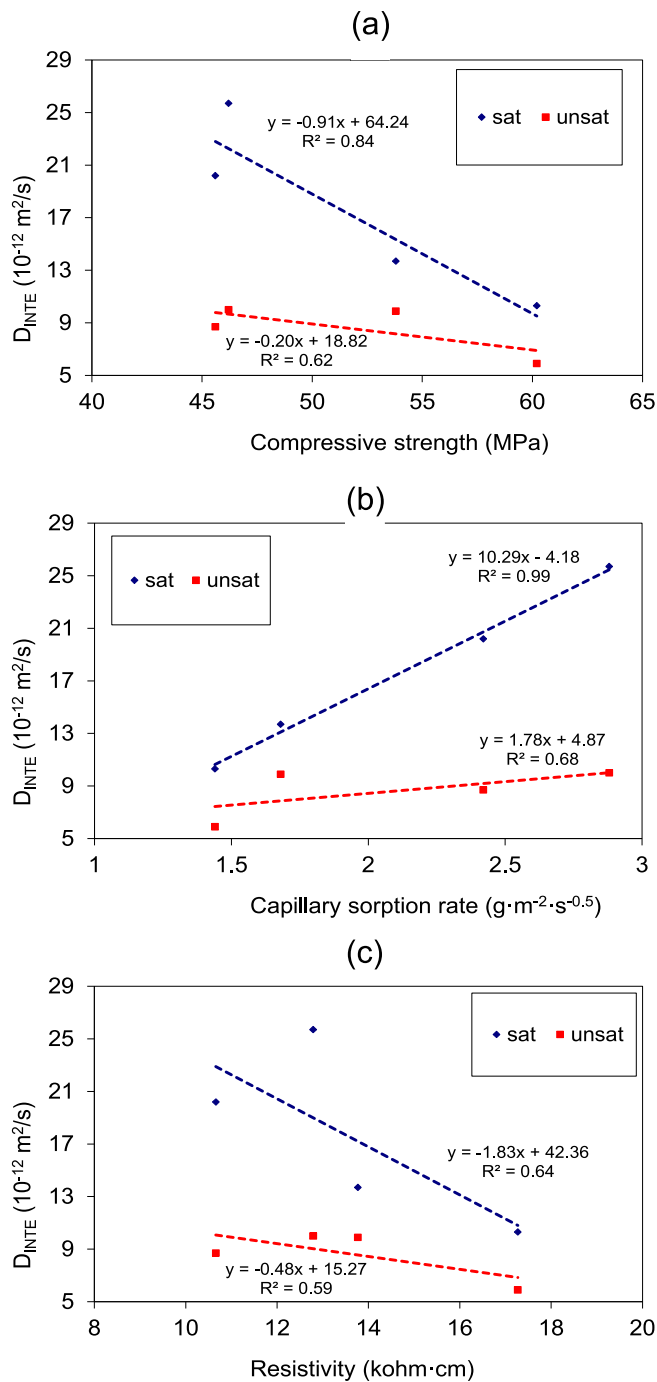 (a)
29
25
21
17
13
9
5
D_INTE (10⁻¹² m²/s)
y = -0.91x + 64.24
R² = 0.84
sat unsat
y = -0.20x + 18.82
R² = 0.62
40 45 50 55 60 65
Compressive strength (MPa)
(b)
29
25
21
17
13
9
5
D_INTE (10⁻¹² m²/s)
sat unsat
y = 10.29x - 4.18
R² = 0.99
y = 1.78x + 4.87
R² = 0.68
1 1.5 2 2.5 3
Capillary sorption rate (g·m⁻²·s⁻⁰·⁵)
(c)
29
25
21
17
13
9
5
D_INTE (10⁻¹² m²/s)
sat unsat
y = -1.83x + 42.36
R² = 0.64
y = -0.48x + 15.27
R² = 0.59
8 10 12 14 16 18 20
Resistivity (kohm·cm)